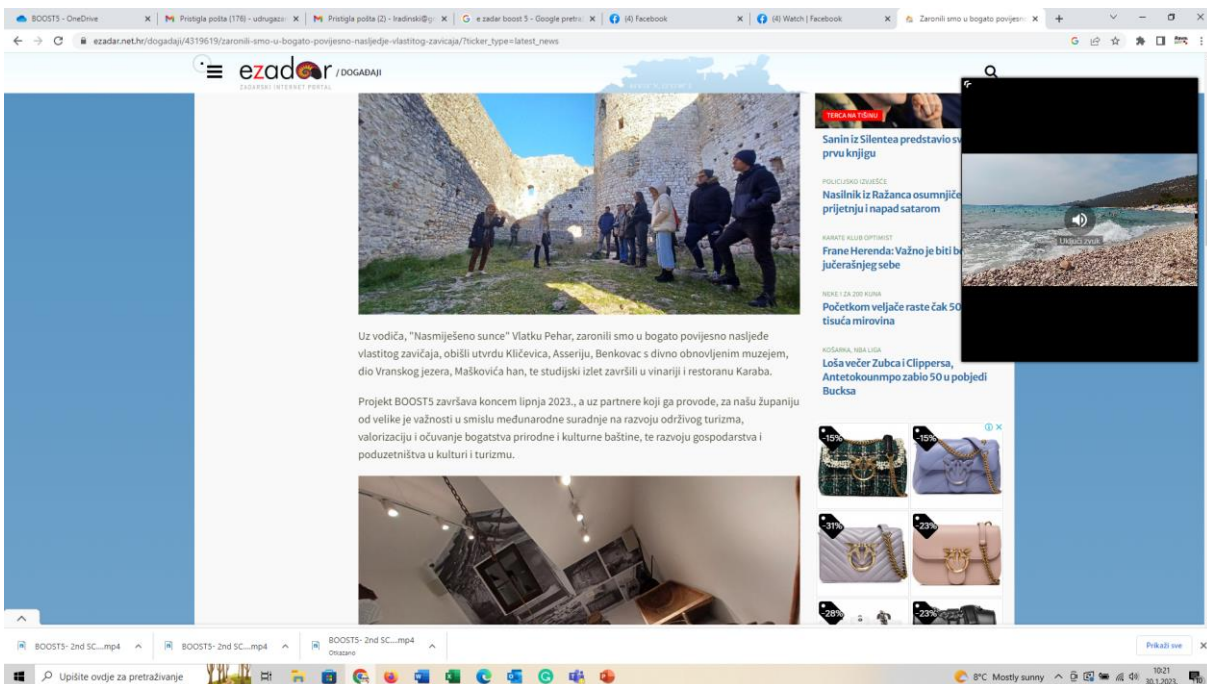 BOOST5 - OneDrive
Pristigla pošta (176) - udrugazor
Pristigla pošta (2) - lradinski@g
e zadar boost 5 - Google pretra
(4) Facebook
(4) Watch | Facebook
Zaronili smo u bogato povijesn
ezadar.net.hr/dogadaji/4319619/zaronili-smo-u-bogato-povijesno-nasljedje-vlastitog-zavicaja/?ticker_type=latest_news
ezadar / DOGAĐAJI
ZADARSKI INTERNET PORTAL
Uz vodiča, "Nasmiješeno sunce" Vlatku Pehar, zaronili smo u bogato povijesno nasljeđe
vlastitog zavičaja, obišli utvrdu Kličevica, Asseriju, Benkovac s divno obnovljenim muzejem,
dio Vranskog jezera, Maškovića han, te studijski izlet završili u vinariji i restoranu Karaba.
Projekt BOOST5 završava koncem lipnja 2023., a uz partnere koji ga provode, za našu županiju
od velike je važnosti u smislu međunarodne suradnje na razvoju održivog turizma,
valorizaciju i očuvanje bogatstva prirodne i kulturne baštine, te razvoju gospodarstva i
poduzetništva u kulturi i turizmu.
TERCA NA TIŠINU
Sanin iz Silentea predstavio sv
prvu knjigu
POLICIJSKO IZVJEŠĆE
Nasilnik iz Ražanca osumnjiče
prijetnju i napad satarom
KARATE KLUB OPTIMIST
Frane Herenda: Važno je biti b
jučerašnjeg sebe
NEKE I ZA 200 KUNA
Početkom veljače raste čak 50
tisuća mirovina
KOŠARKA, NBA LIGA
Loša večer Zubca i Clippersa,
Antetokounmpo zabio 50 u pobjedi
Bucksa
Uključi zvuk
-15%
-15%
-31%
-23%
-28%
-23%
BOOST5- 2nd SC....mp4
BOOST5- 2nd SC....mp4
BOOST5- 2nd SC....mp4
Otkazano
Prikaži sve
Upišite ovdje za pretraživanje
8°C Mostly sunny
10:21
30.1.2023.